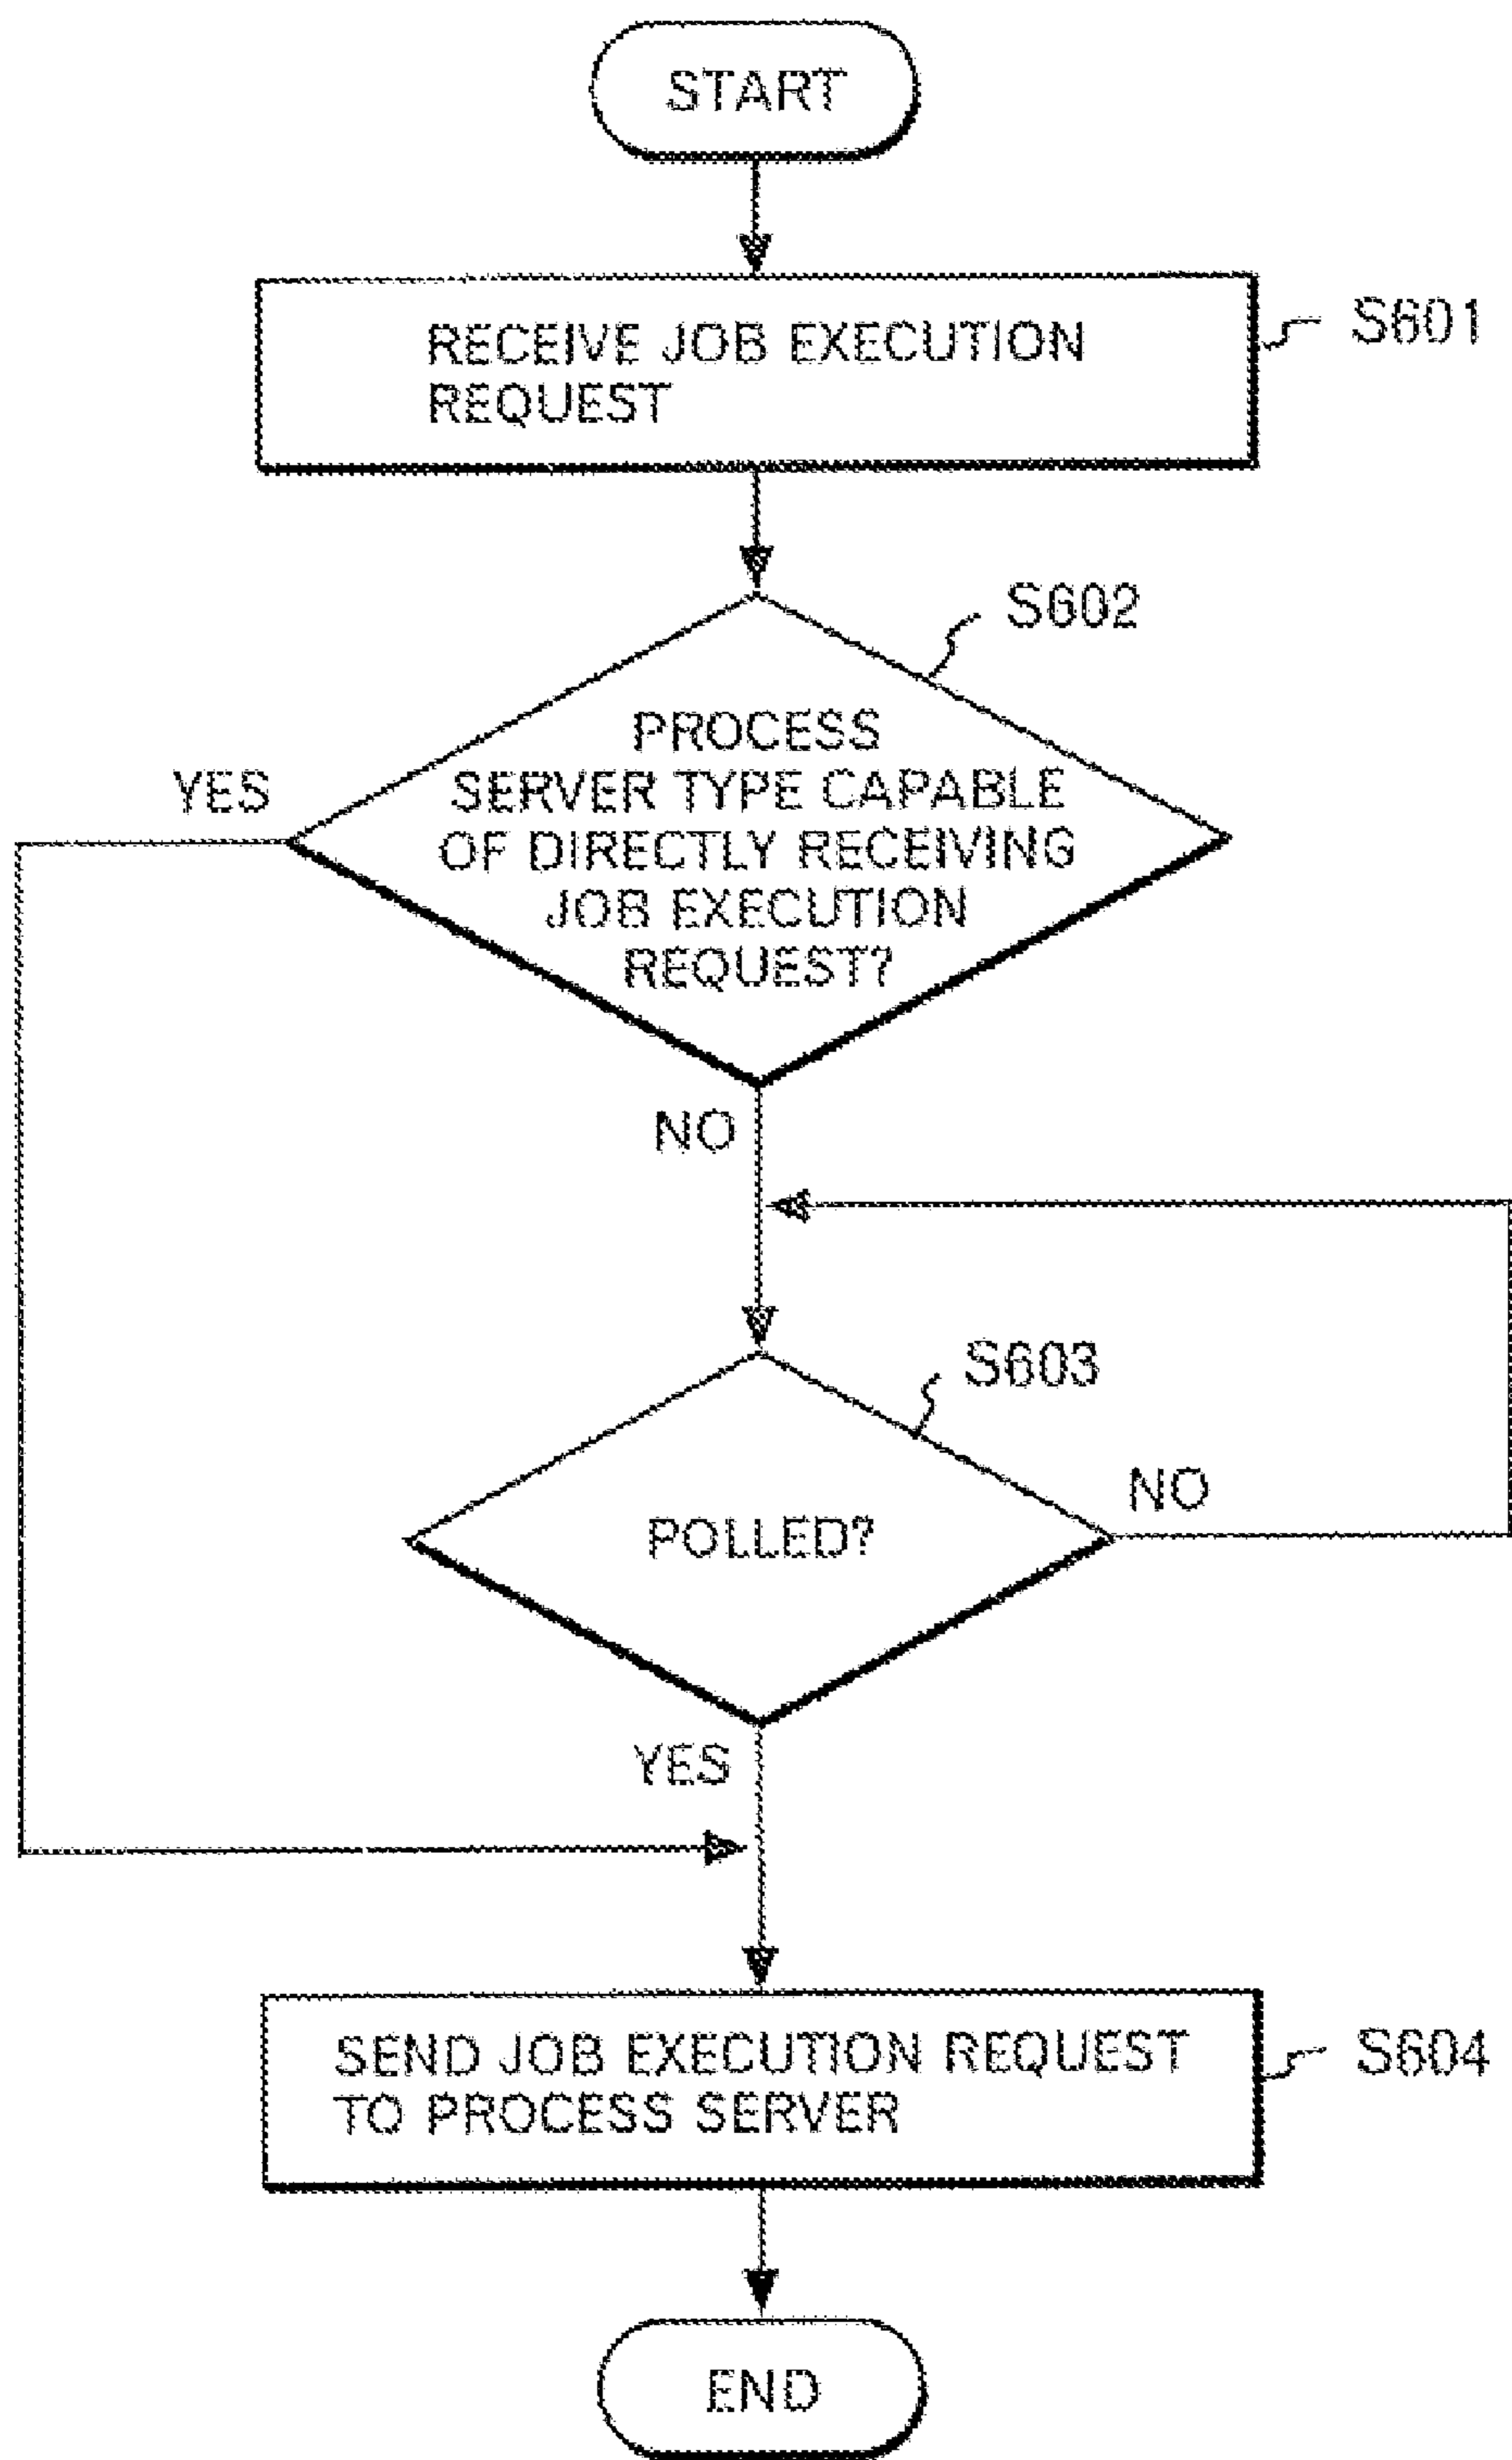 START
RECEIVE JOB EXECUTION
REQUEST
S601
S602
PROCESS
SERVER TYPE CAPABLE
OF DIRECTLY RECEIVING
JOB EXECUTION
REQUEST?
YES
NO
S603
POLLED?
NO
YES
SEND JOB EXECUTION REQUEST
TO PROCESS SERVER
S604
END